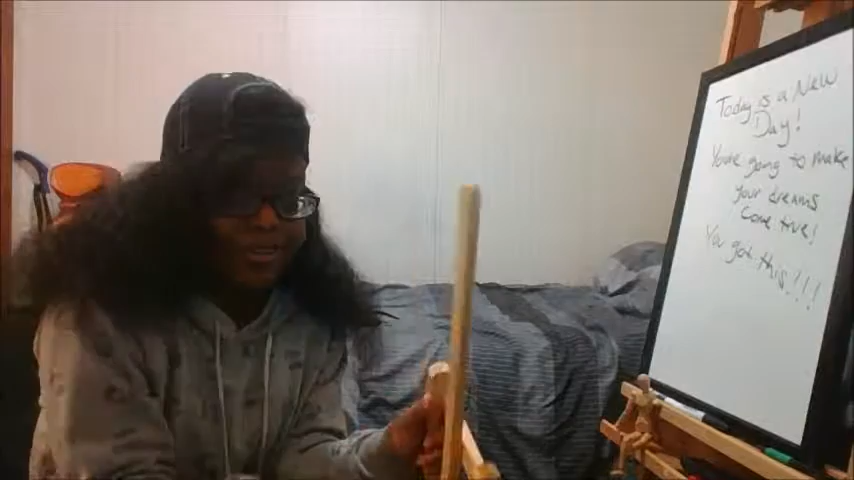 Today is a New
Day!
You're going to make
your dreams
come true!
You got this!!!!